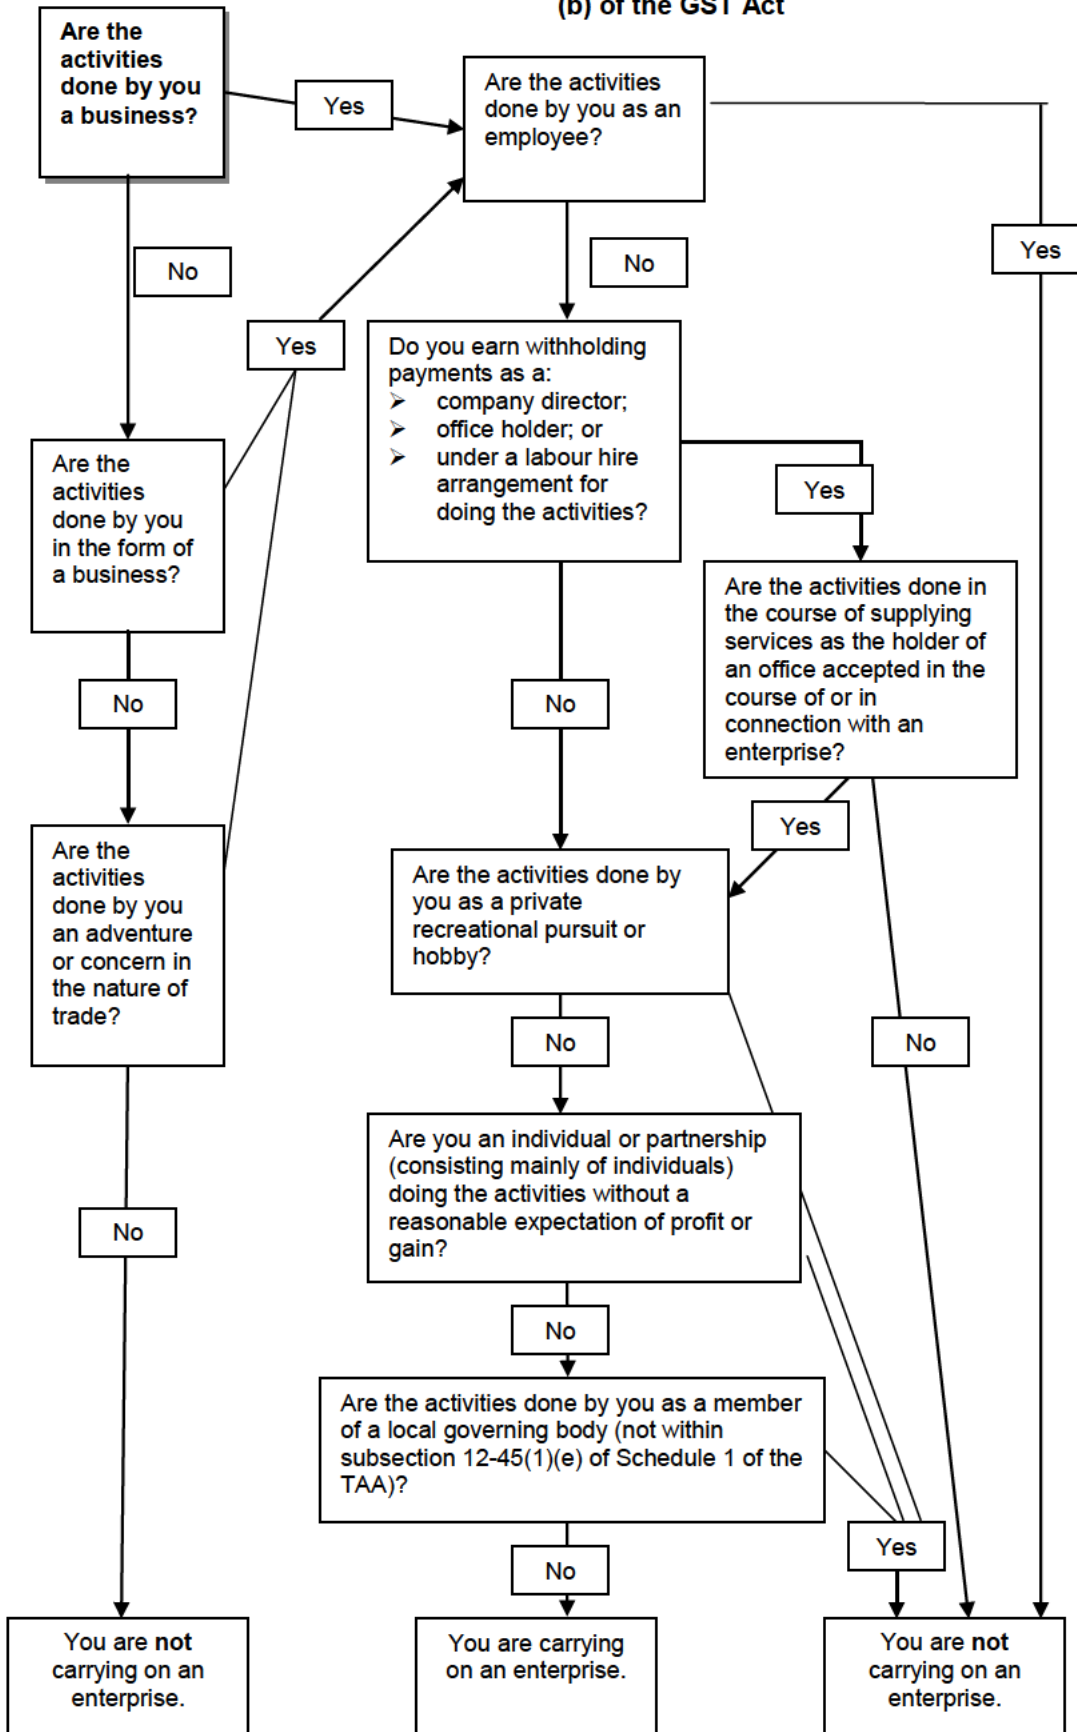 (b) of the GST Act
Are the
activities
done by you
a business?
Yes
Are the activities
done by you as an
employee?
Yes
No
No
Yes
Do you earn withholding
payments as a:
➢ company director;
➢ office holder; or
➢ under a labour hire
arrangement for
doing the activities?
Are the
activities
done by you
in the form of
a business?
Yes
Are the activities done in
the course of supplying
services as the holder of
an office accepted in the
course of or in
connection with an
enterprise?
No
No
Yes
Are the
activities
done by you
an adventure
or concern in
the nature of
trade?
Are the activities done by
you as a private
recreational pursuit or
hobby?
No
No
Are you an individual or partnership
(consisting mainly of individuals)
doing the activities without a
reasonable expectation of profit or
gain?
No
No
Are the activities done by you as a member
of a local governing body (not within
subsection 12-45(1)(e) of Schedule 1 of the
TAA)?
Yes
No
You are not
carrying on an
enterprise.
You are carrying
on an enterprise.
You are not
carrying on an
enterprise.